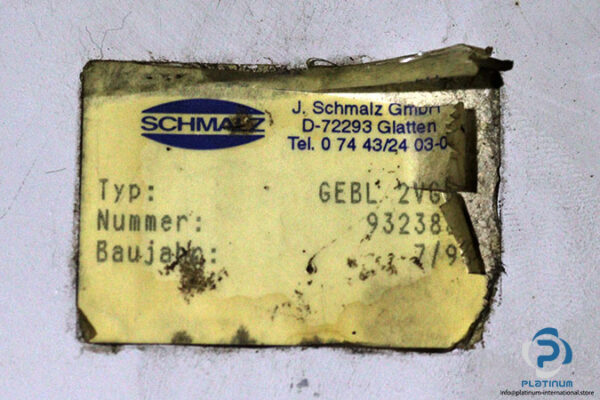 SCHMALZ
J. Schmalz GmbH
D-72293 Glatten
Tel. 0 74 43/24 03-0
Typ: GEBL 2VG
Nummer: 93238
Baujahr: 7/9
PLATINUM
info@platinum-international.store